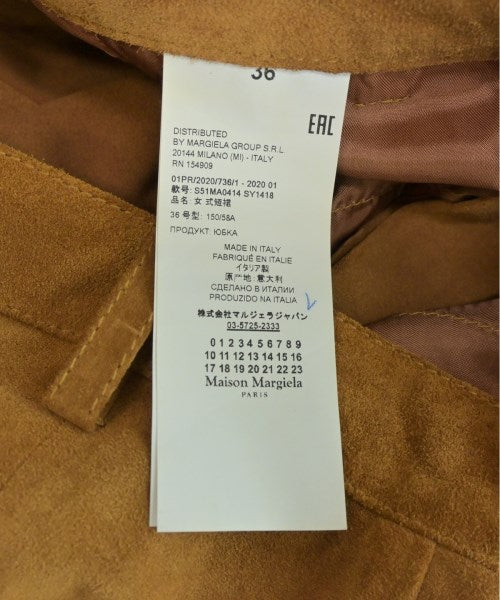 36
EAC
DISTRIBUTED
BY MARGIELA GROUP S.R.L
20144 MILANO (MI) - ITALY
RN 154909
01PR/2020/736/1 - 2020 01
款号: S51MA0414 SY1418
品名: 女式短裙
36 号型: 150/58A
ПРОДУКТ: ЮБКА
MADE IN ITALY
FABRIQUÉ EN ITALIE
イタリア製
原产地: 意大利
СДЕЛАНО В ИТАЛИИ
PRODUZIDO NA ITALIA
株式会社マルジェラジャパン
03-5725-2333
0 1 2 3 4 5 6 7 8 9
10 11 12 13 14 15 16
17 18 19 20 21 22 23
Maison Margiela
PARIS